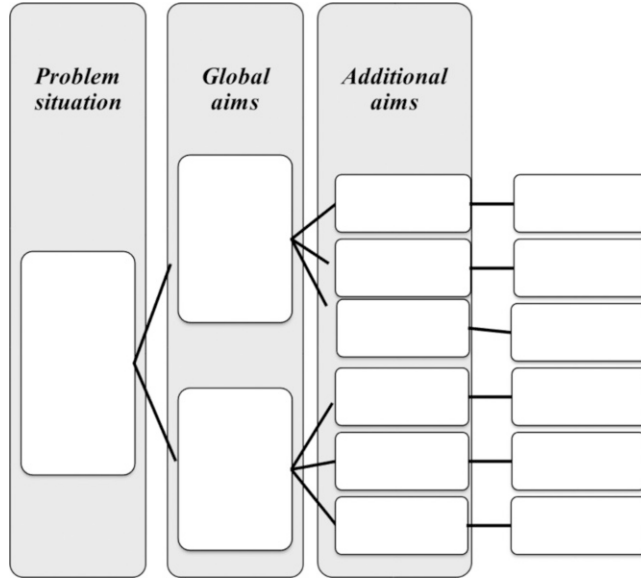 Problem
situation
Global
aims
Additional
aims